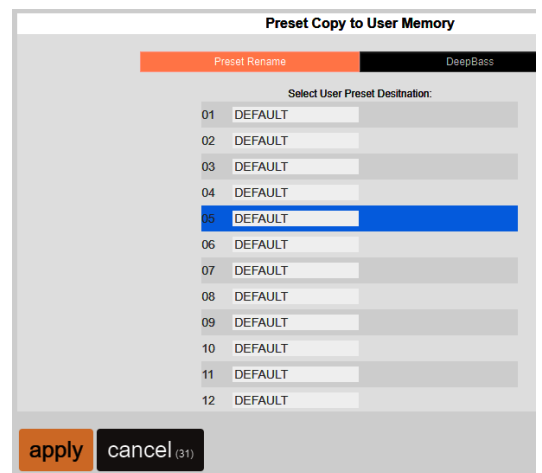 Preset Copy to User Memory
Preset Rename DeepBass
Select User Preset Desitnation:
01 DEFAULT
02 DEFAULT
03 DEFAULT
04 DEFAULT
05 DEFAULT
06 DEFAULT
07 DEFAULT
08 DEFAULT
09 DEFAULT
10 DEFAULT
11 DEFAULT
12 DEFAULT
apply cancel (31)